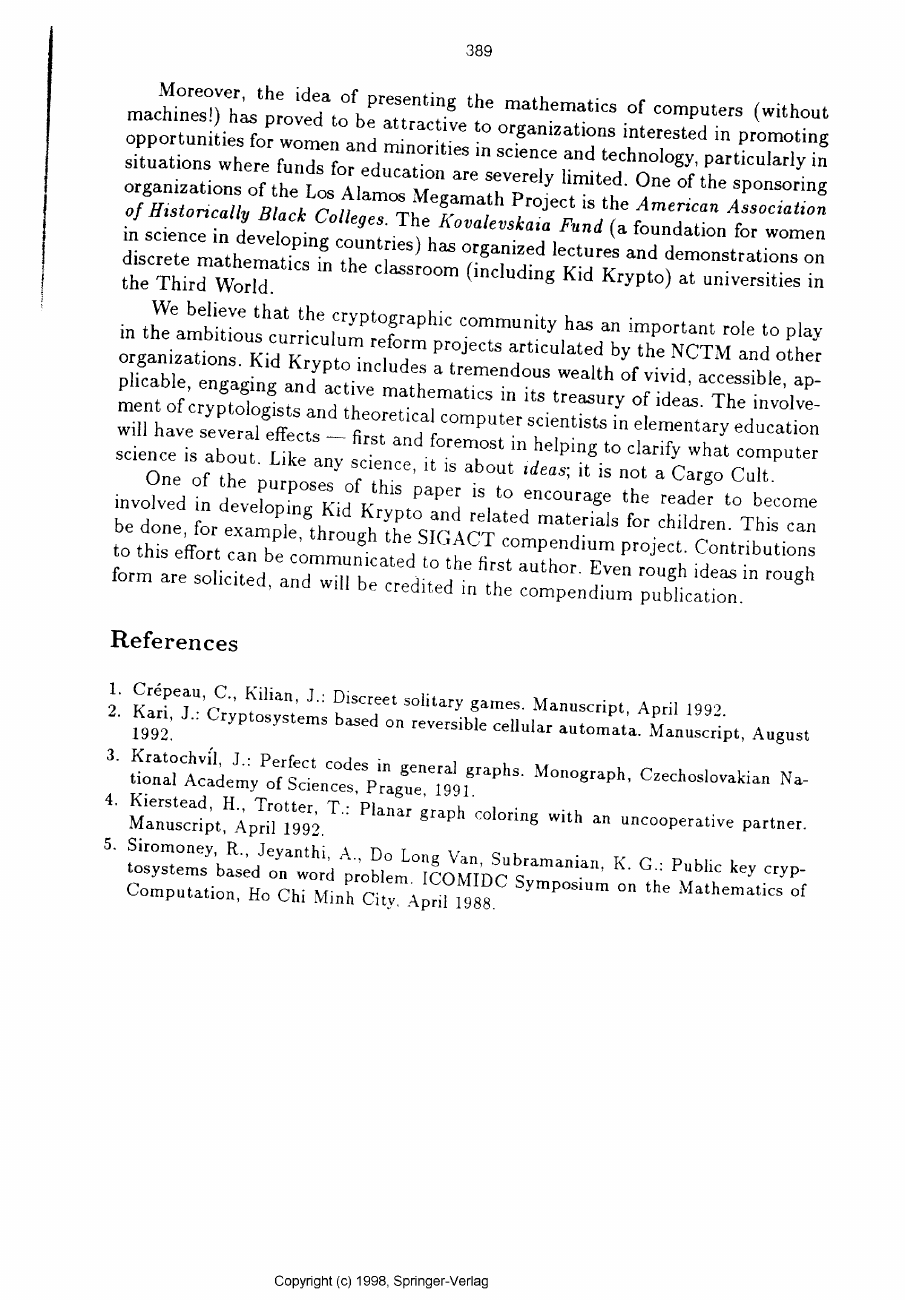 389
Moreover, the idea of presenting the mathematics of computers (without
machines!) has proved to be attractive to organizations interested in promoting
opportunities for women and minorities in science and technology, particularly in
situations where funds for education are severely limited. One of the sponsoring
organizations of the Los Alamos Megamath Project is the American Association
of Historically Black Colleges. The Kovalevskaia Fund (a foundation for women
in science in developing countries) has organized lectures and demonstrations on
discrete mathematics in the classroom (including Kid Krypto) at universities in
the Third World.
We believe that the cryptographic community has an important role to play
in the ambitious curriculum reform projects articulated by the NCTM and other
organizations. Kid Krypto includes a tremendous wealth of vivid, accessible, ap-
plicable, engaging and active mathematics in its treasury of ideas. The involve-
ment of cryptologists and theoretical computer scientists in elementary education
will have several effects — first and foremost in helping to clarify what computer
science is about. Like any science, it is about ideas; it is not a Cargo Cult.
One of the purposes of this paper is to encourage the reader to become
involved in developing Kid Krypto and related materials for children. This can
be done, for example, through the SIGACT compendium project. Contributions
to this effort can be communicated to the first author. Even rough ideas in rough
form are solicited, and will be credited in the compendium publication.
References
1. Crépeau, C., Kilian, J.: Discreet solitary games. Manuscript, April 1992.
2. Kari, J.: Cryptosystems based on reversible cellular automata. Manuscript, August
1992.
3. Kratochvíl, J.: Perfect codes in general graphs. Monograph, Czechoslovakian Na-
tional Academy of Sciences, Prague, 1991.
4. Kierstead, H., Trotter, T.: Planar graph coloring with an uncooperative partner.
Manuscript, April 1992.
5. Siromoney, R., Jeyanthi, A., Do Long Van, Subramanian, K. G.: Public key cryp-
tosystems based on word problem. ICOMIDC Symposium on the Mathematics of
Computation, Ho Chi Minh City, April 1988.
Copyright (c) 1998, Springer-Verlag